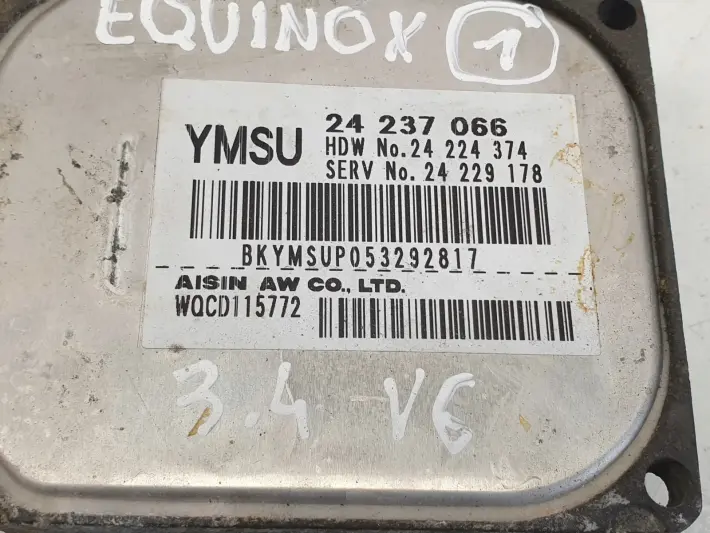 EQUINOX 1
YMSU 24 237 066
HDW No. 24 224 374
SERV No. 24 229 178
BKYMSUP053292817
AISIN AW CO., LTD.
WQCD115772
3.4 V6